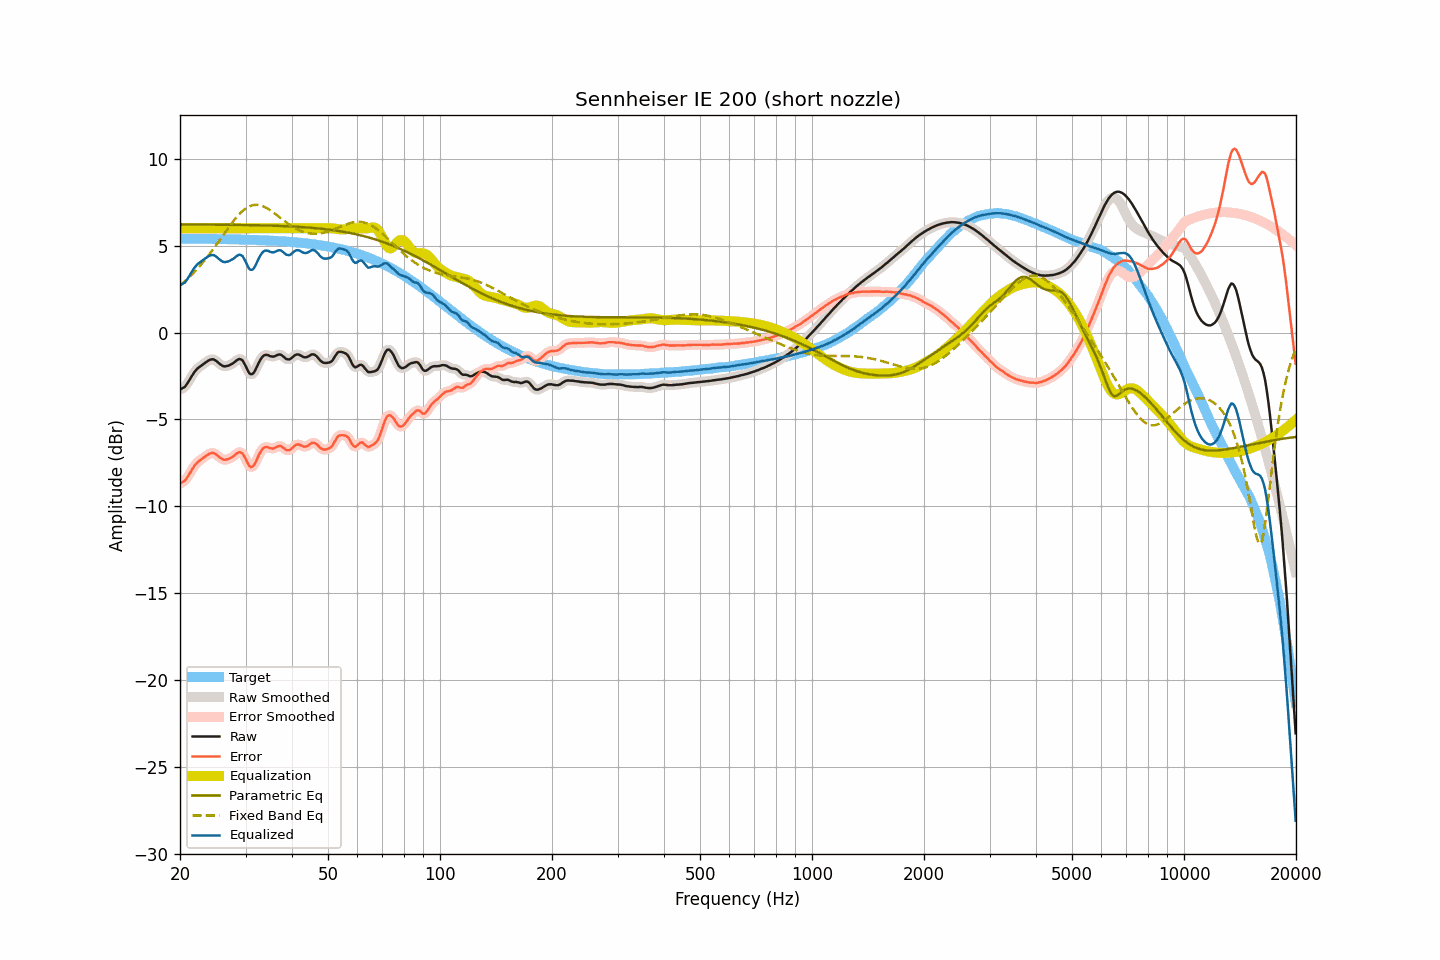 Sennheiser IE 200 (short nozzle)
Amplitude (dBr)
10
5
0
−5
−10
−15
−20
−25
−30
Target
Raw Smoothed
Error Smoothed
Raw
Error
Equalization
Parametric Eq
Fixed Band Eq
Equalized
20 50 100 200 500 1000 2000 5000 10000 20000
Frequency (Hz)